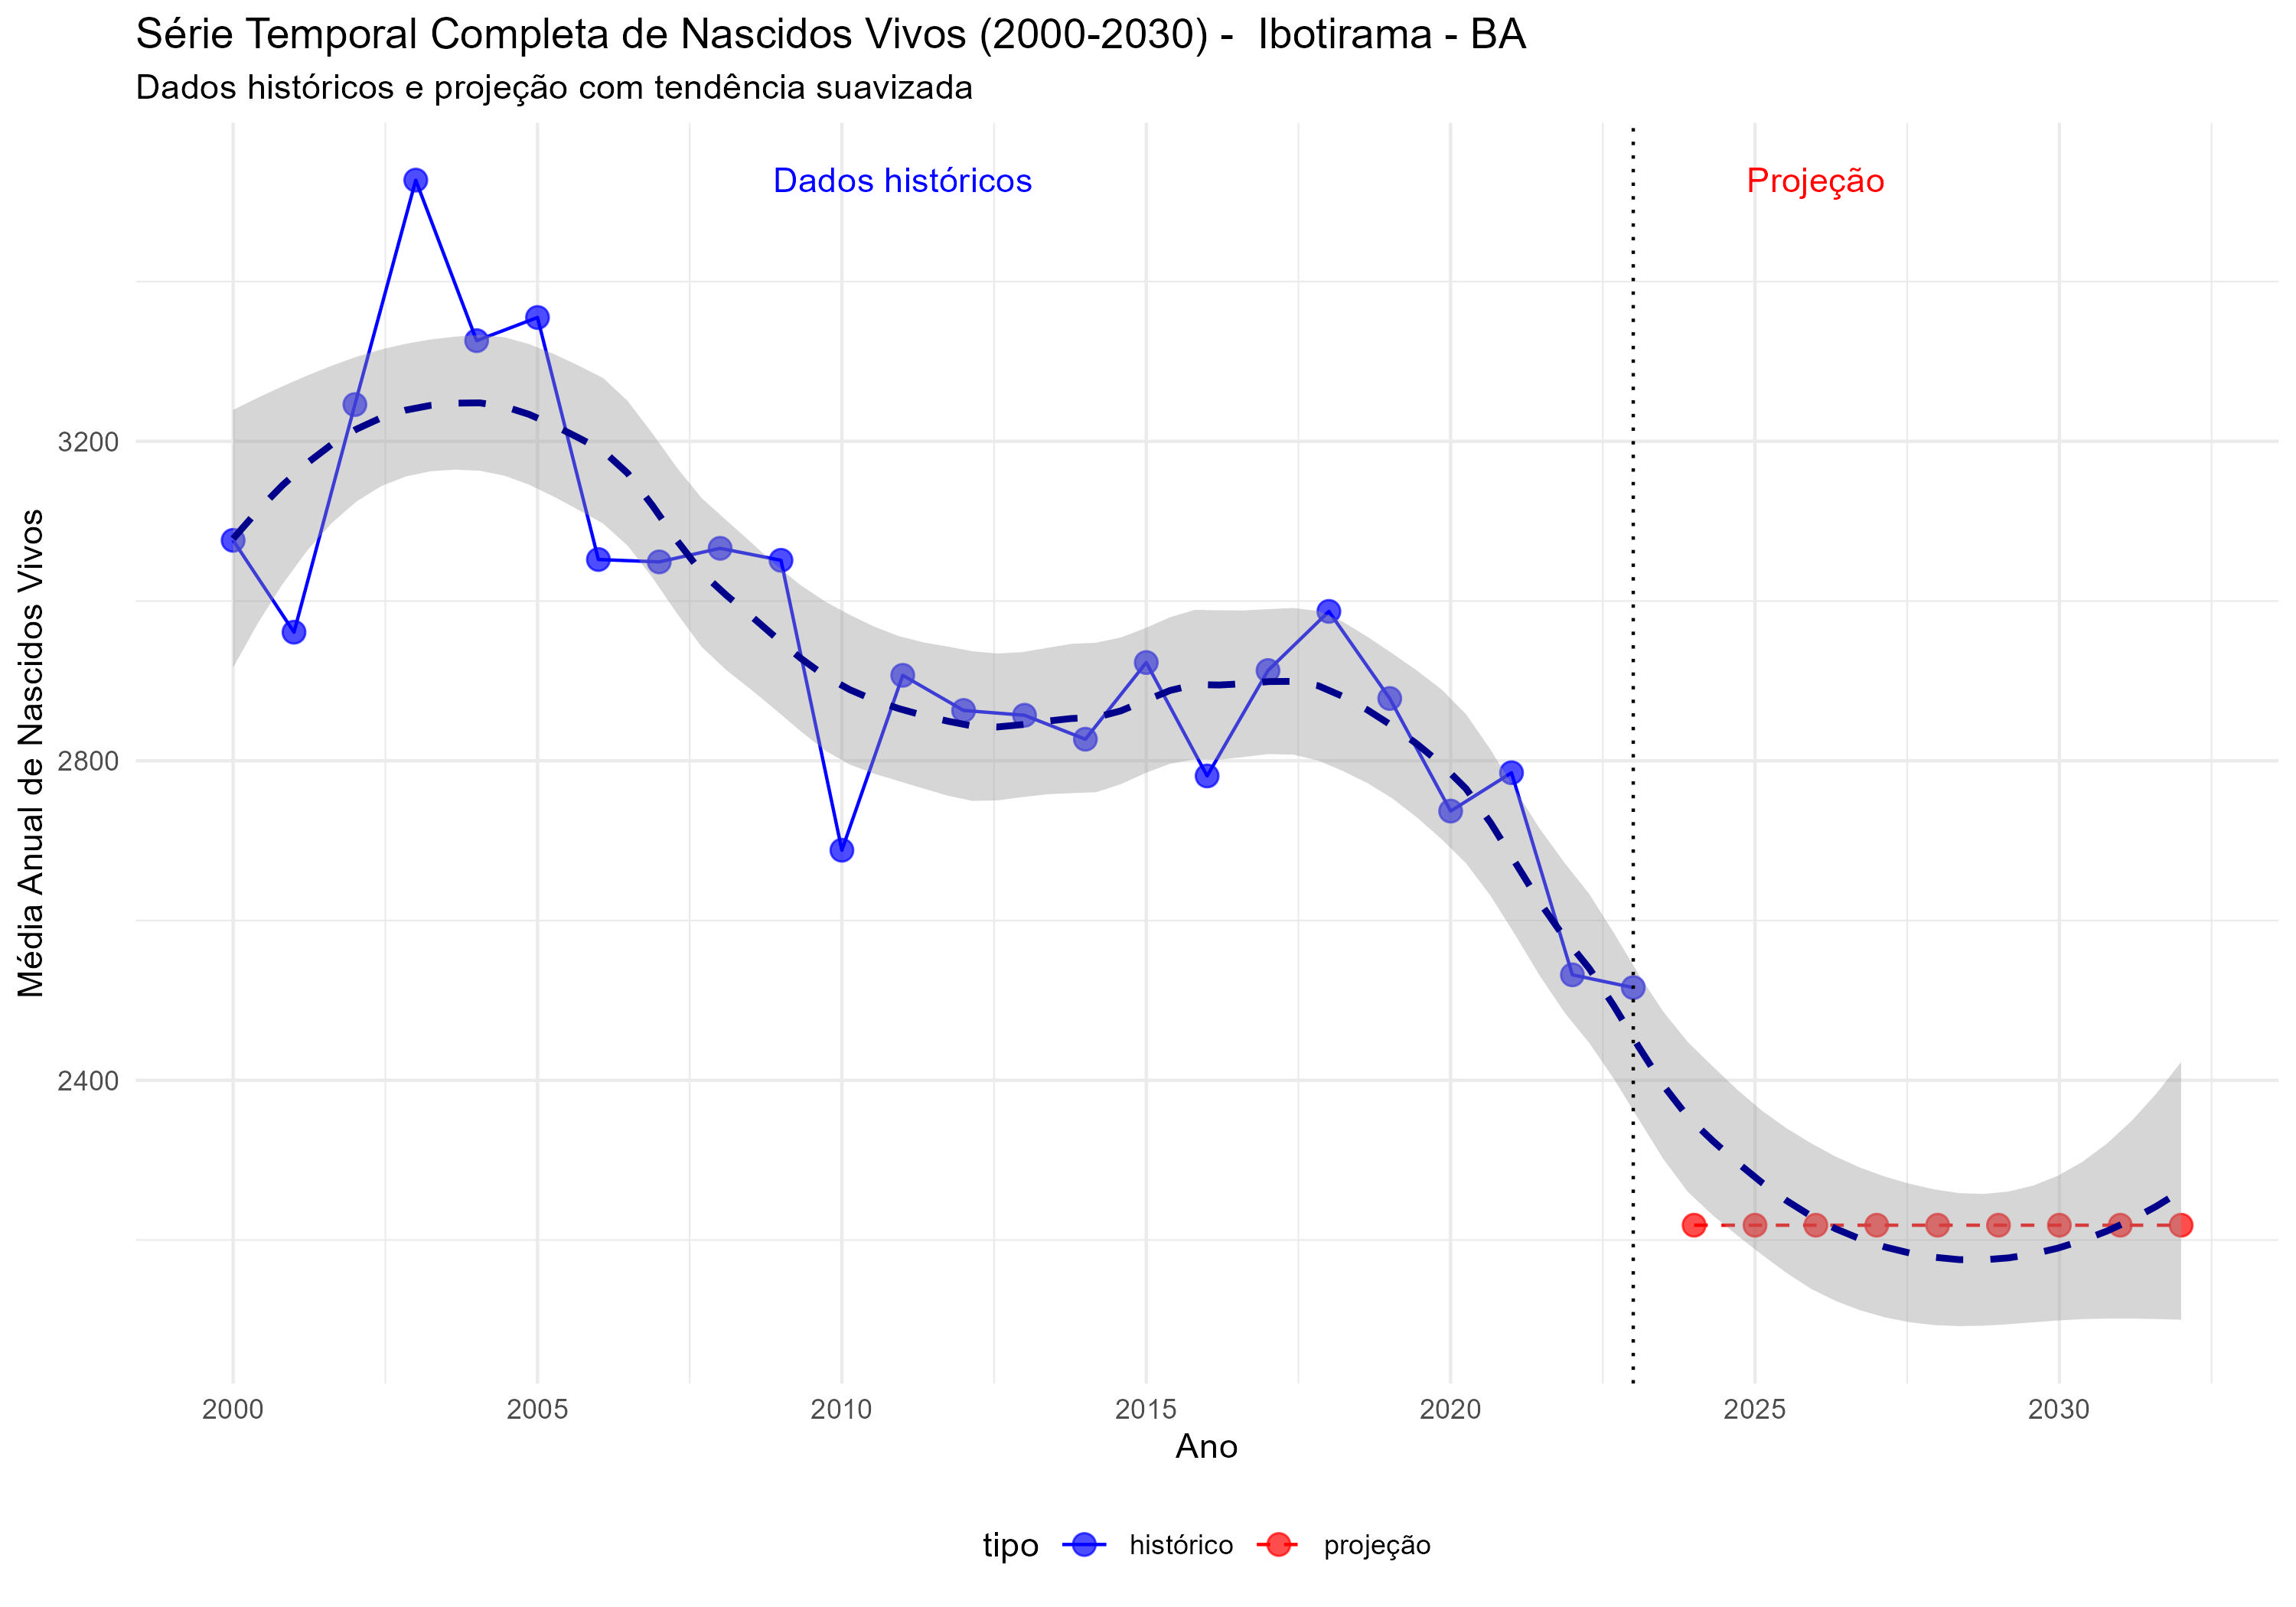 Série Temporal Completa de Nascidos Vivos (2000-2030) -  Ibotirama - BA
Dados históricos e projeção com tendência suavizada
Dados históricos
Projeção
Média Anual de Nascidos Vivos
3200
2800
2400
2000 2005 2010 2015 2020 2025 2030
Ano
tipo histórico projeção